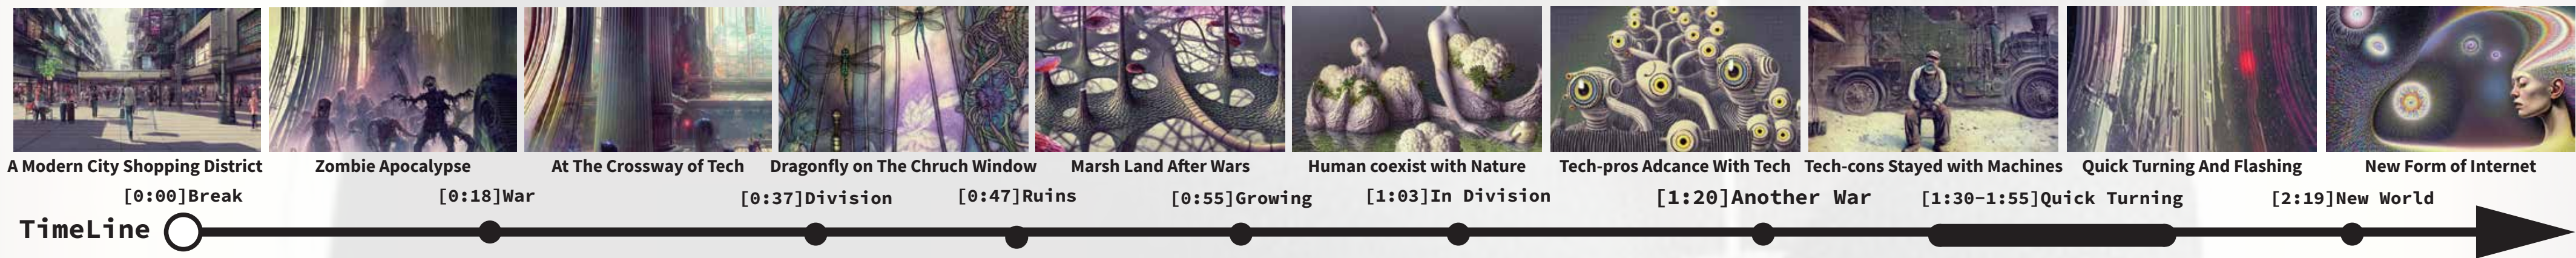 A Modern City Shopping District
Zombie Apocalypse
At The Crossway of Tech
Dragonfly on The Chruch Window
Marsh Land After Wars
Human coexist with Nature
Tech-pros Adcance With Tech
Tech-cons Stayed with Machines
Quick Turning And Flashing
New Form of Internet
[0:00]Break
[0:18]War
[0:37]Division
[0:47]Ruins
[0:55]Growing
[1:03]In Division
[1:20]Another War
[1:30-1:55]Quick Turning
[2:19]New World
TimeLine